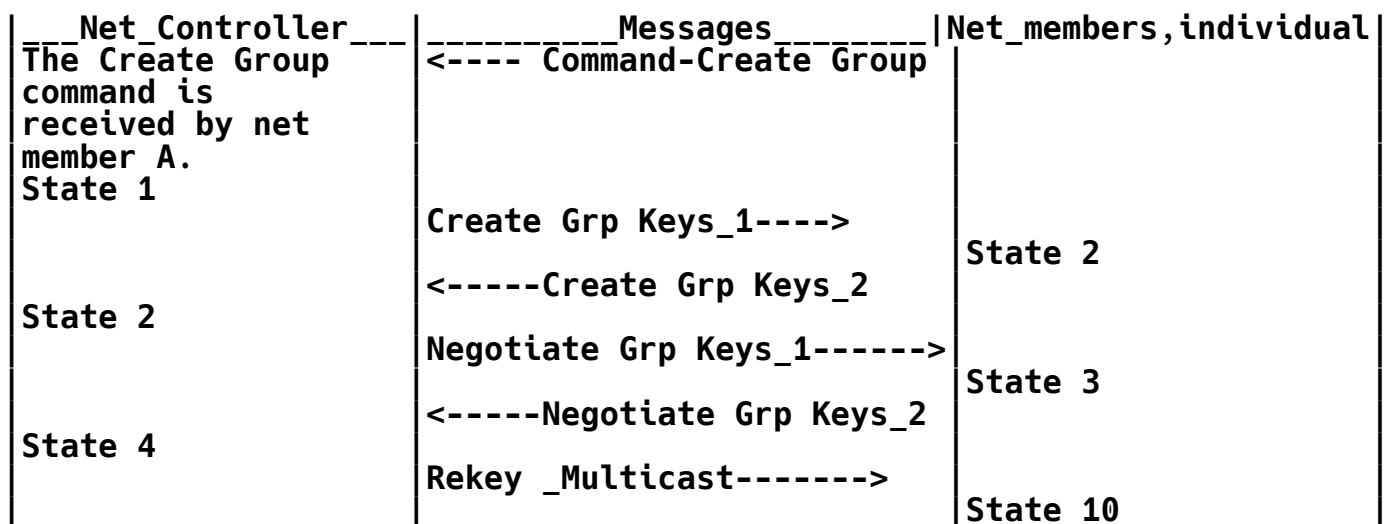 |___Net_Controller___|__________Messages________|Net_members,individual|
|The Create Group    |<---- Command-Create Group |                     |
|command is          |                           |                     |
|received by net     |                           |                     |
|member A.           |                           |                     |
|State 1             |                           |                     |
|                    |Create Grp Keys_1---->     |                     |
|                    |                           |State 2              |
|                    |<-----Create Grp Keys_2    |                     |
|State 2             |                           |                     |
|                    |Negotiate Grp Keys_1------>|                     |
|                    |                           |State 3              |
|                    |<-----Negotiate Grp Keys_2 |                     |
|State 4             |                           |                     |
|                    |Rekey _Multicast------->   |                     |
|                    |                           |State 10             |